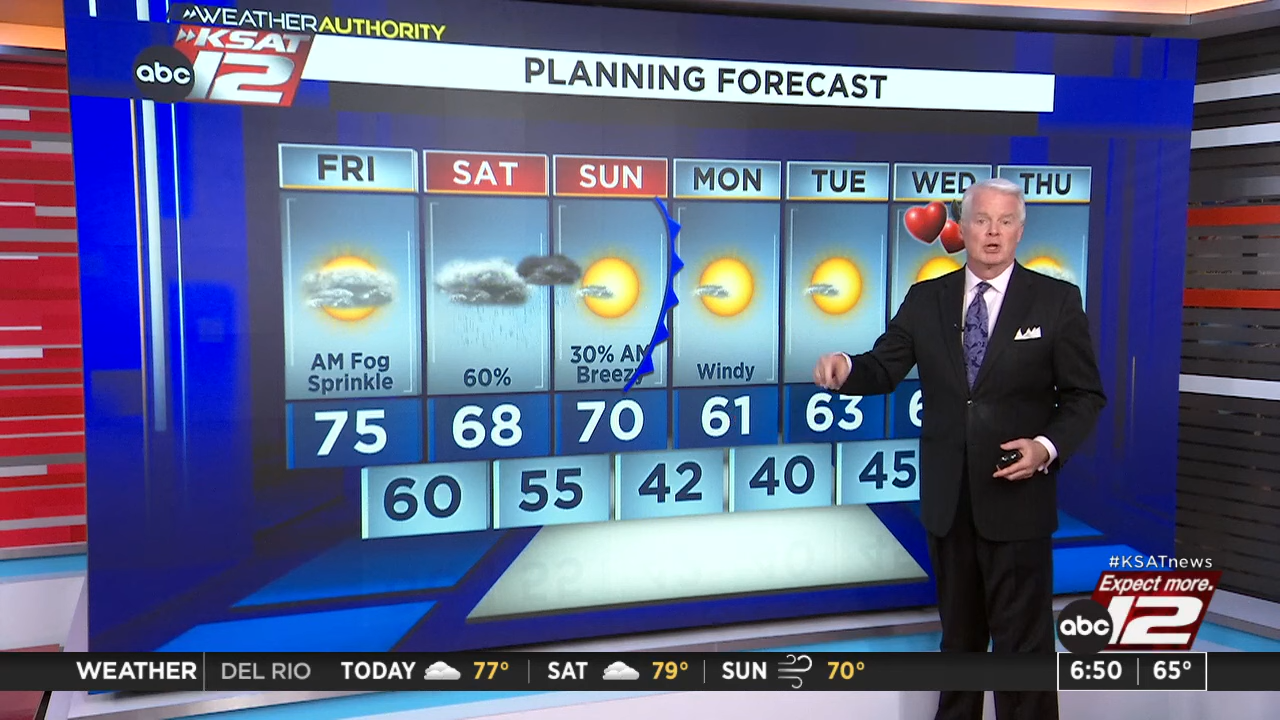 WEATHERAUTHORITY
KSAT
abc 12
PLANNING FORECAST
FRI SAT SUN MON TUE WED THU
AM Fog
Sprinkle
60%
30% AM
Breezy
Windy
75 68 70 61 63
60 55 42 40 45
#KSATnews
Expect more.
abc 12
WEATHER DEL RIO TODAY 77° SAT 79° SUN 70° 6:50 65°